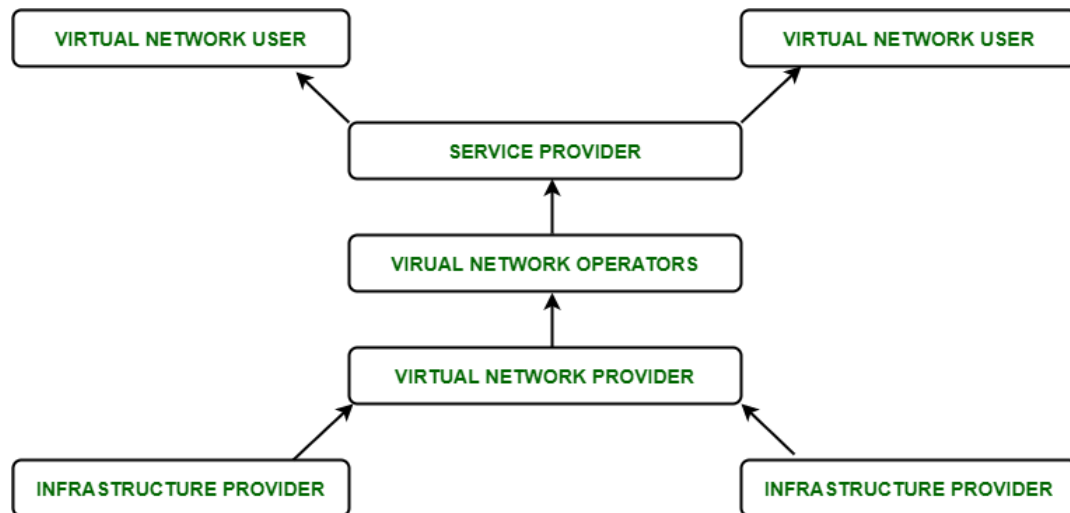 VIRTUAL NETWORK USER
VIRTUAL NETWORK USER
SERVICE PROVIDER
VIRUAL NETWORK OPERATORS
VIRTUAL NETWORK PROVIDER
INFRASTRUCTURE PROVIDER
INFRASTRUCTURE PROVIDER